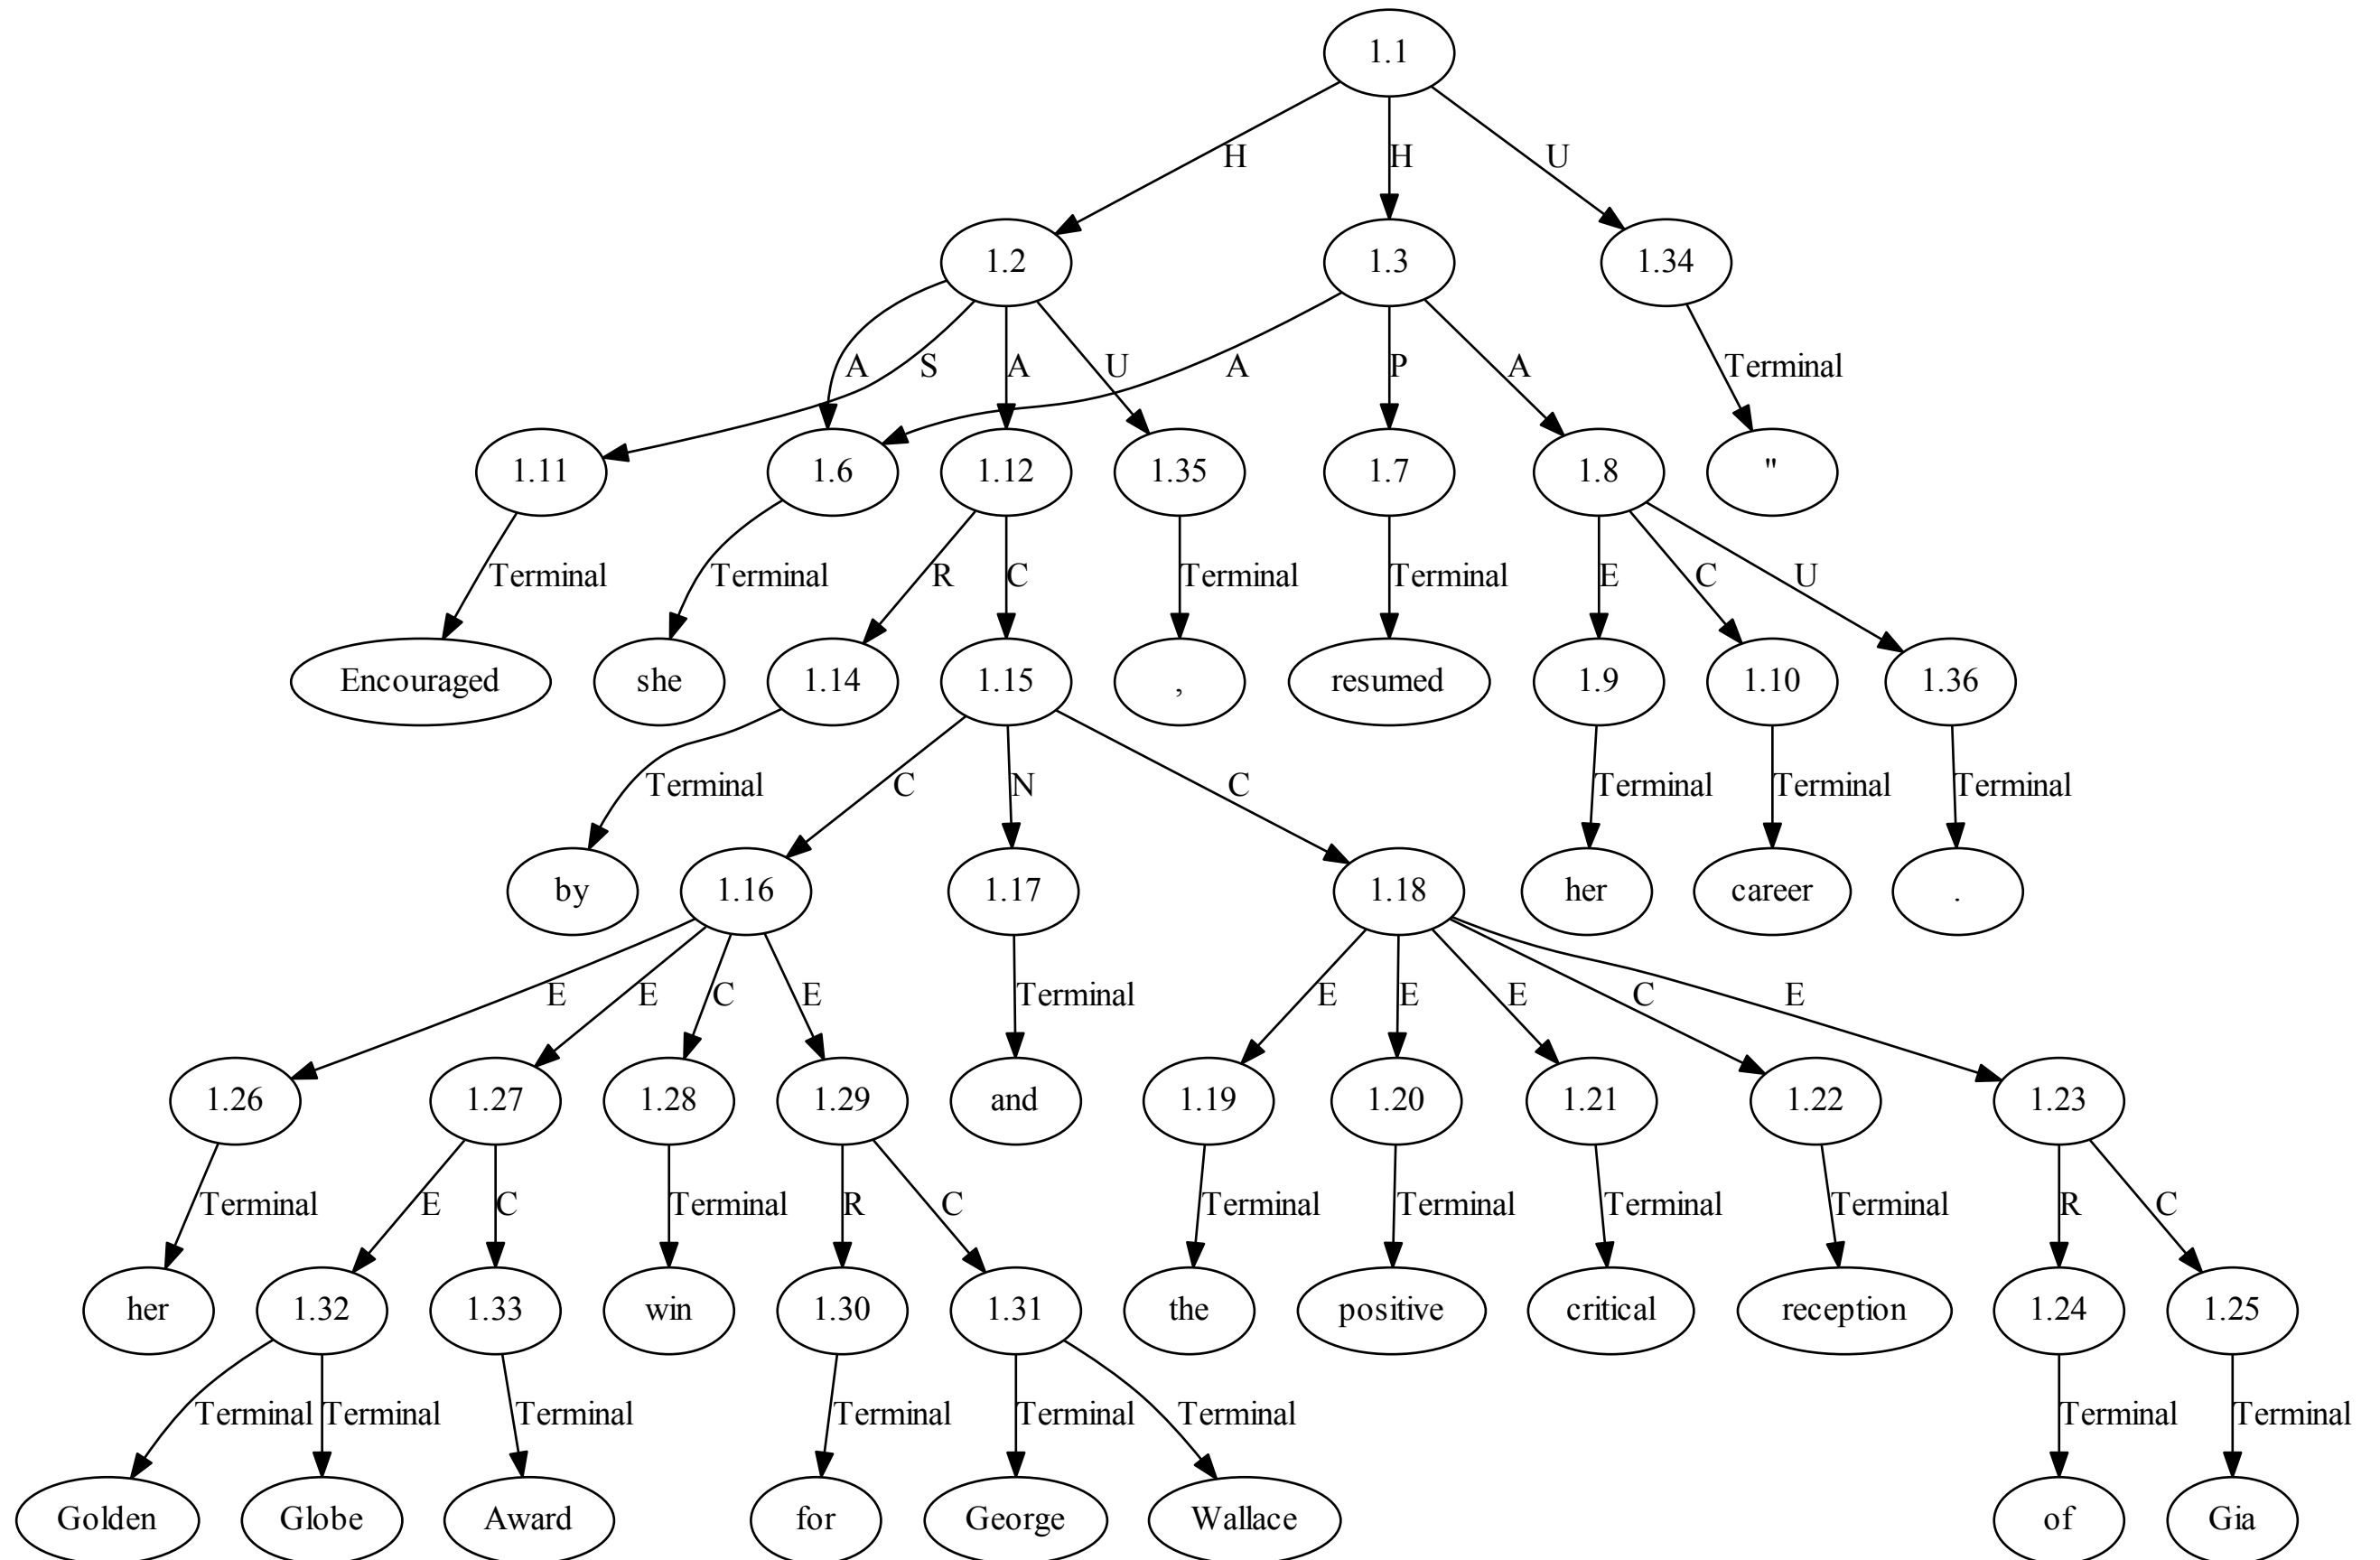 1.1
H H U
1.2 1.3 1.34
A S A U A P A Terminal
1.11 1.6 1.12 1.35 1.7 1.8 "
Terminal Terminal R C Terminal Terminal E C U
Encouraged she 1.14 1.15 , resumed 1.9 1.10 1.36
Terminal C N C Terminal Terminal Terminal
by 1.16 1.17 1.18 her career .
E E C E Terminal E E E C E
1.26 1.27 1.28 1.29 and 1.19 1.20 1.21 1.22 1.23
Terminal E C Terminal R C Terminal Terminal Terminal Terminal R C
her 1.32 1.33 win 1.30 1.31 the positive critical reception 1.24 1.25
Terminal Terminal Terminal Terminal Terminal Terminal Terminal Terminal
Golden Globe Award for George Wallace of Gia